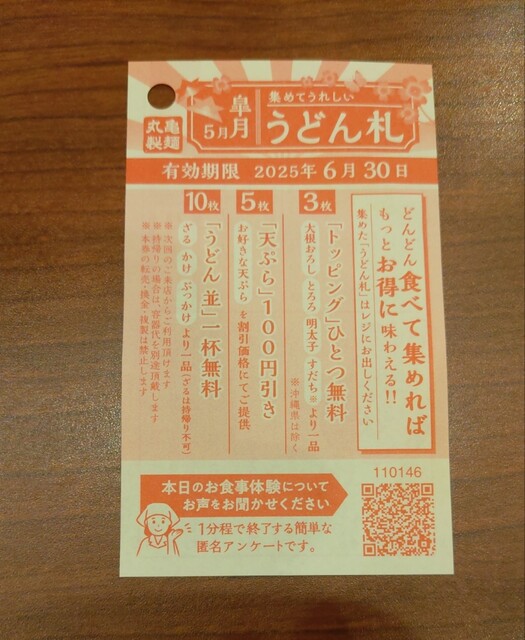 丸亀
製麺
皐月
5月
集めてうれしい
うどん札
有効期限 2025年6月30日
どんどん食べて集めれば
もっとお得に味わえる!!
集めた「うどん札」はレジにお出しください
3枚
「トッピング」ひとつ無料
大根おろし とろろ 明太子 すだち※ より一品
※沖縄県は除く
5枚
「天ぷら」100円引き
お好きな天ぷら を割引価格にてご提供
10枚
「うどん 並」一杯無料
ざる かけ ぶっかけ より一品(ざるは持帰り不可)
※次回のご来店からご利用頂けます
※持帰りの場合は、容器代を別途頂戴します
※本券の転売・換金・複製は禁止します
本日のお食事体験について
お声をお聞かせください
1分程で終了する簡単な
匿名アンケートです。
110146